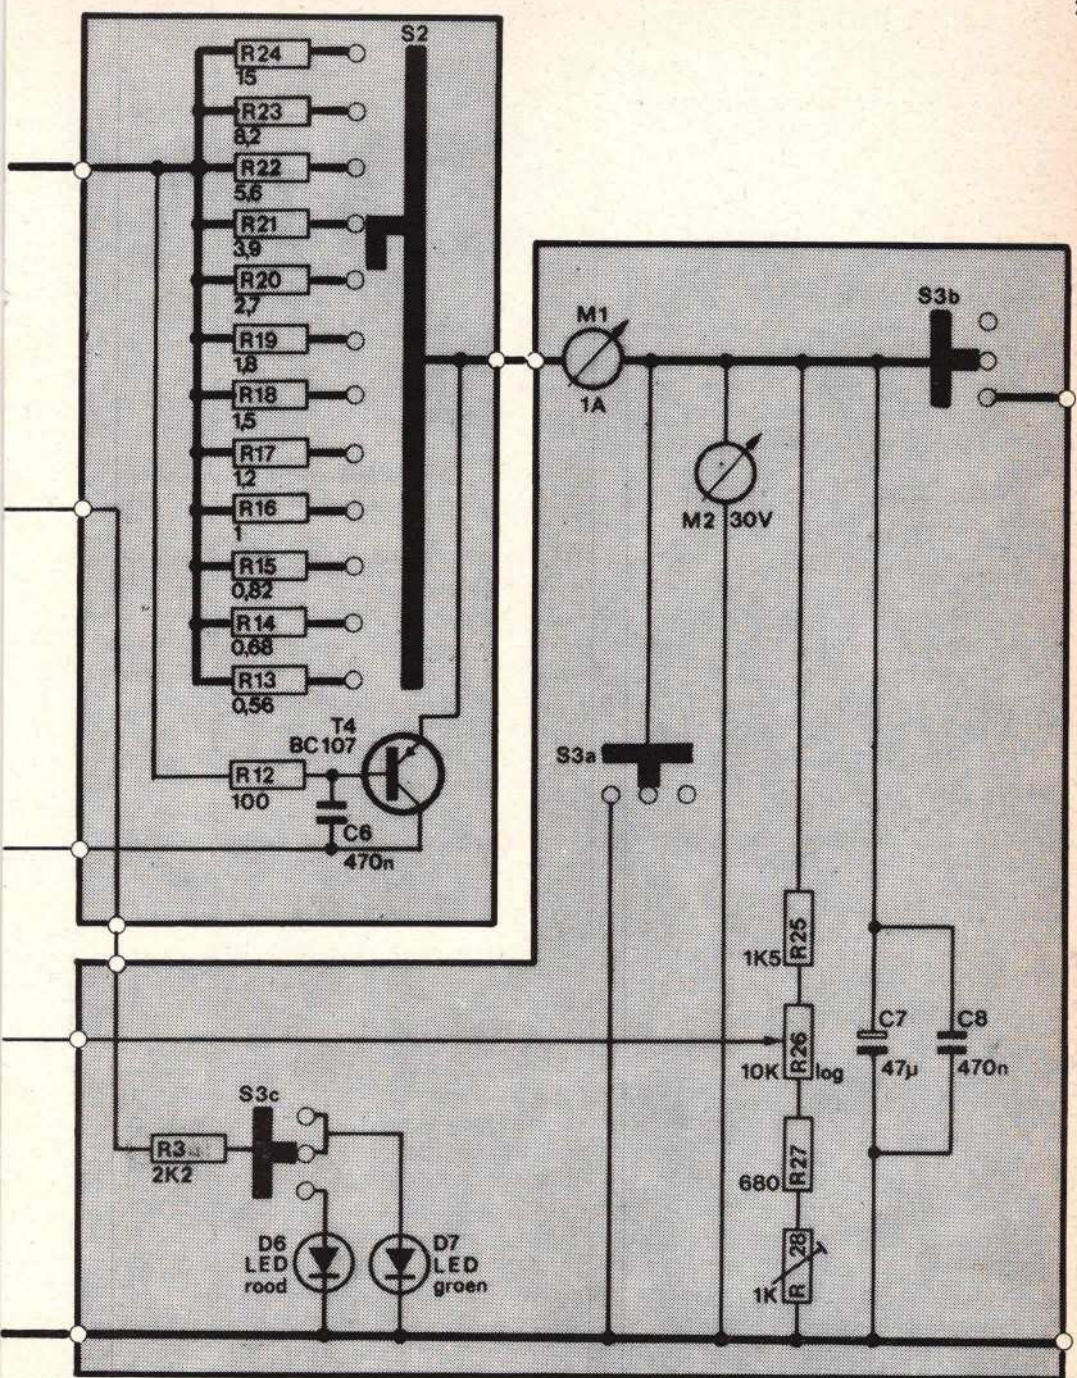 S2
R24
15
R23
8,2
R22
5,6
R21
3,9
R20
2,7
R19
1,8
R18
1,5
R17
1,2
R16
1
R15
0,82
R14
0,68
R13
0,56
T4
BC107
R12
100
C6
470n
M1
1A
S3b
M2 30V
S3a
R25
1K5
R26
10K log
C7
47µ
C8
470n
R27
680
R 28
1K
S3c
R3
2K2
D6
LED
rood
D7
LED
groen